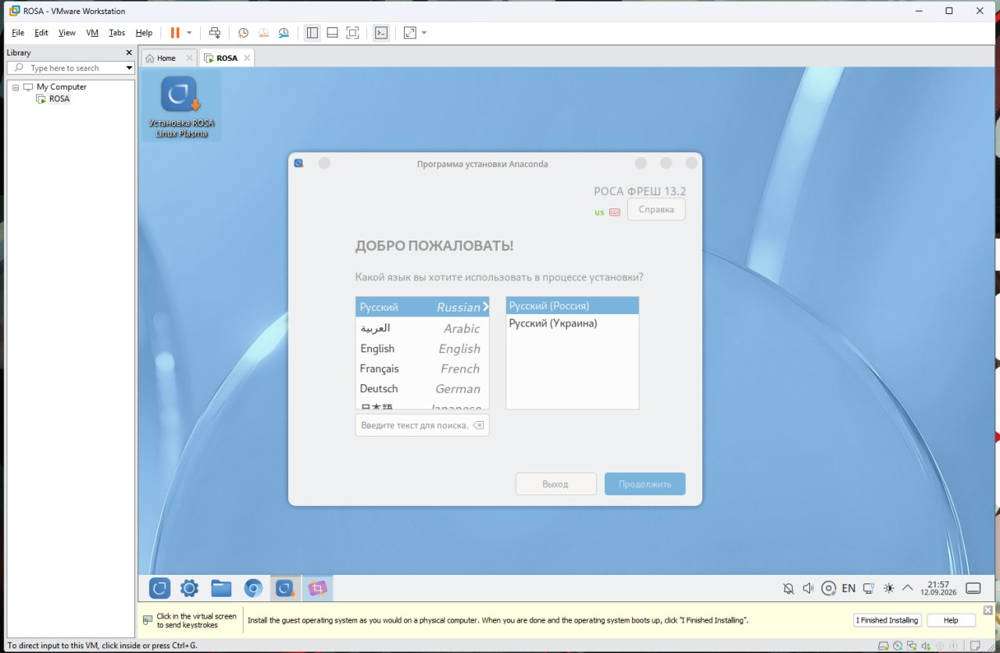 ROSA - VMware Workstation
File Edit View VM Tabs Help
Library
Type here to search
My Computer
ROSA
Home
ROSA
Установка ROSA
Linux Plasma
Программа установки Anaconda
РОСА ФРЕШ 13.2
us
Справка
ДОБРО ПОЖАЛОВАТЬ!
Какой язык вы хотите использовать в процессе установки?
Русский Russian
العربية Arabic
English English
Français French
Deutsch German
日本語 Japanese
Русский (Россия)
Русский (Украина)
Введите текст для поиска.
Выход
Продолжить
EN
21:57
12.09.2026
Click in the virtual screen
to send keystrokes
Install the guest operating system as you would on a physical computer. When you are done and the operating system boots up, click "I Finished Installing".
I Finished Installing
Help
To direct input to this VM, click inside or press Ctrl+G.